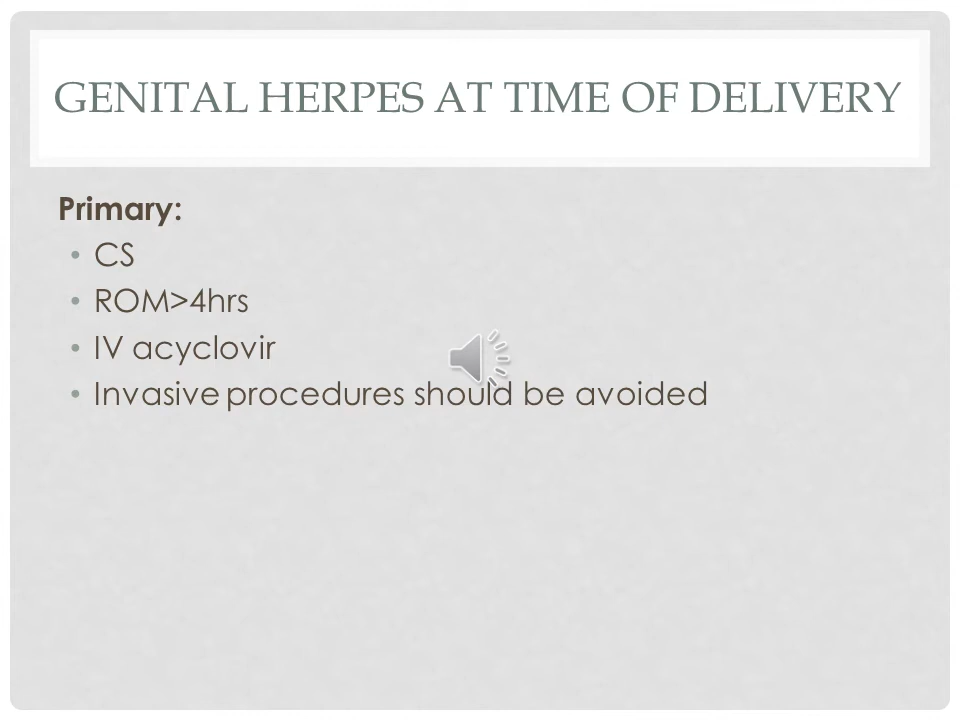 GENITAL HERPES AT TIME OF DELIVERY
Primary:
• CS
• ROM>4hrs
• IV acyclovir
• Invasive procedures should be avoided